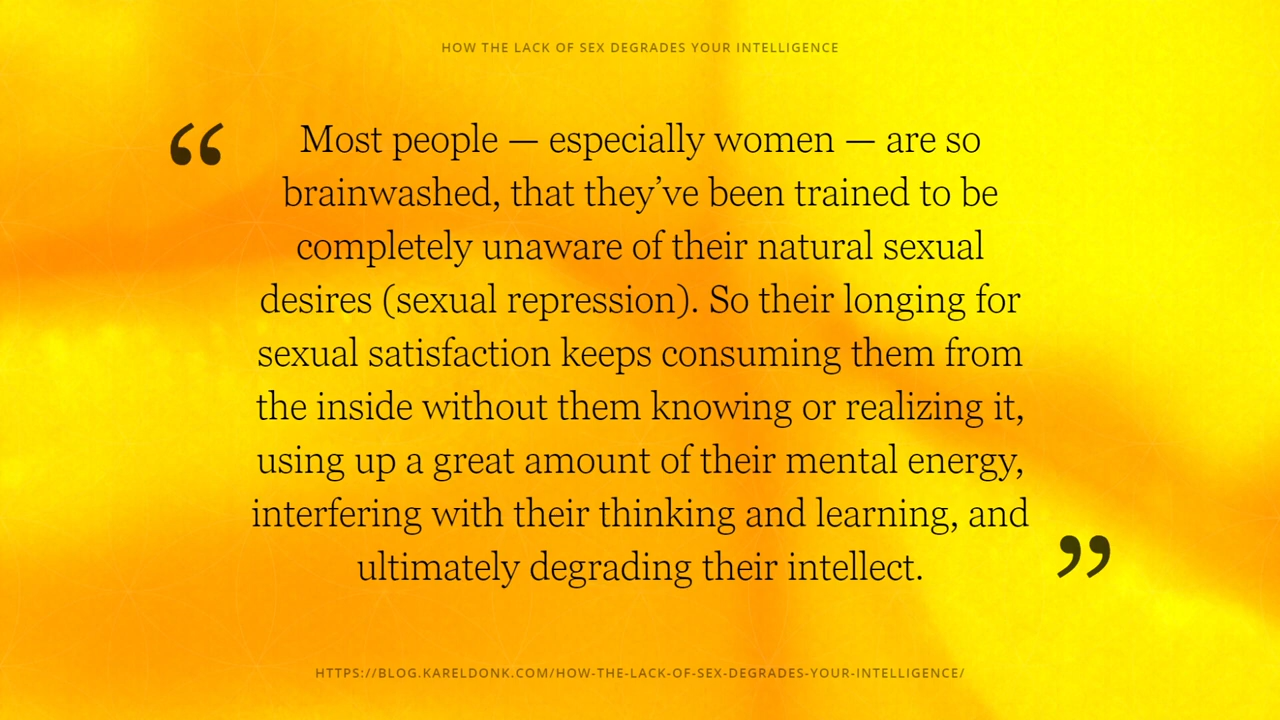 HOW THE LACK OF SEX DEGRADES YOUR INTELLIGENCE
“ Most people — especially women — are so
brainwashed, that they’ve been trained to be
completely unaware of their natural sexual
desires (sexual repression). So their longing for
sexual satisfaction keeps consuming them from
the inside without them knowing or realizing it,
using up a great amount of their mental energy,
interfering with their thinking and learning, and
ultimately degrading their intellect. ”
HTTPS://BLOG.KARELDONK.COM/HOW-THE-LACK-OF-SEX-DEGRADES-YOUR-INTELLIGENCE/